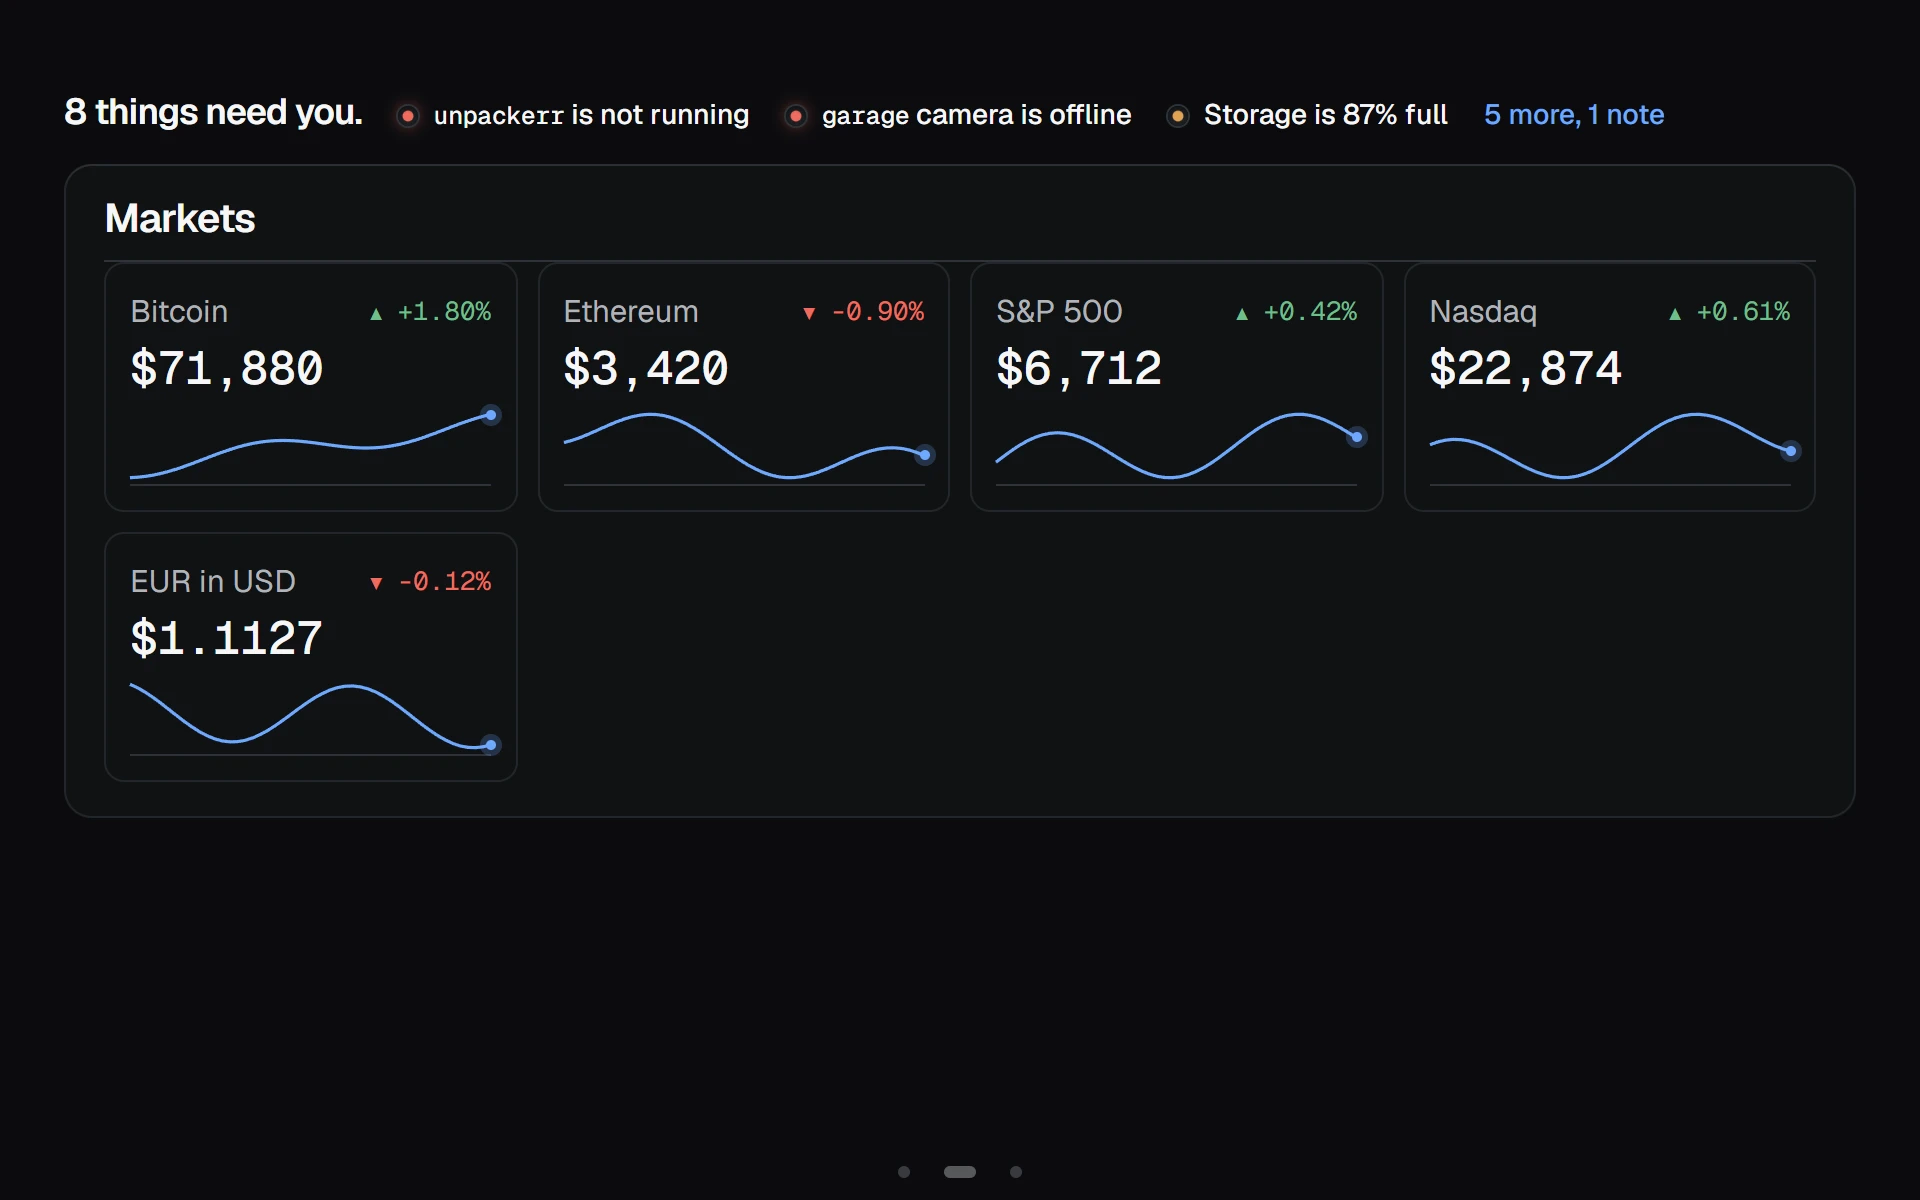 8 things need you. unpackerr is not running garage camera is offline Storage is 87% full 5 more, 1 note
Markets
Bitcoin ▲ +1.80% Ethereum ▼ -0.90% S&P 500 ▲ +0.42% Nasdaq ▲ +0.61%
$71,880 $3,420 $6,712 $22,874
EUR in USD ▼ -0.12%
$1.1127